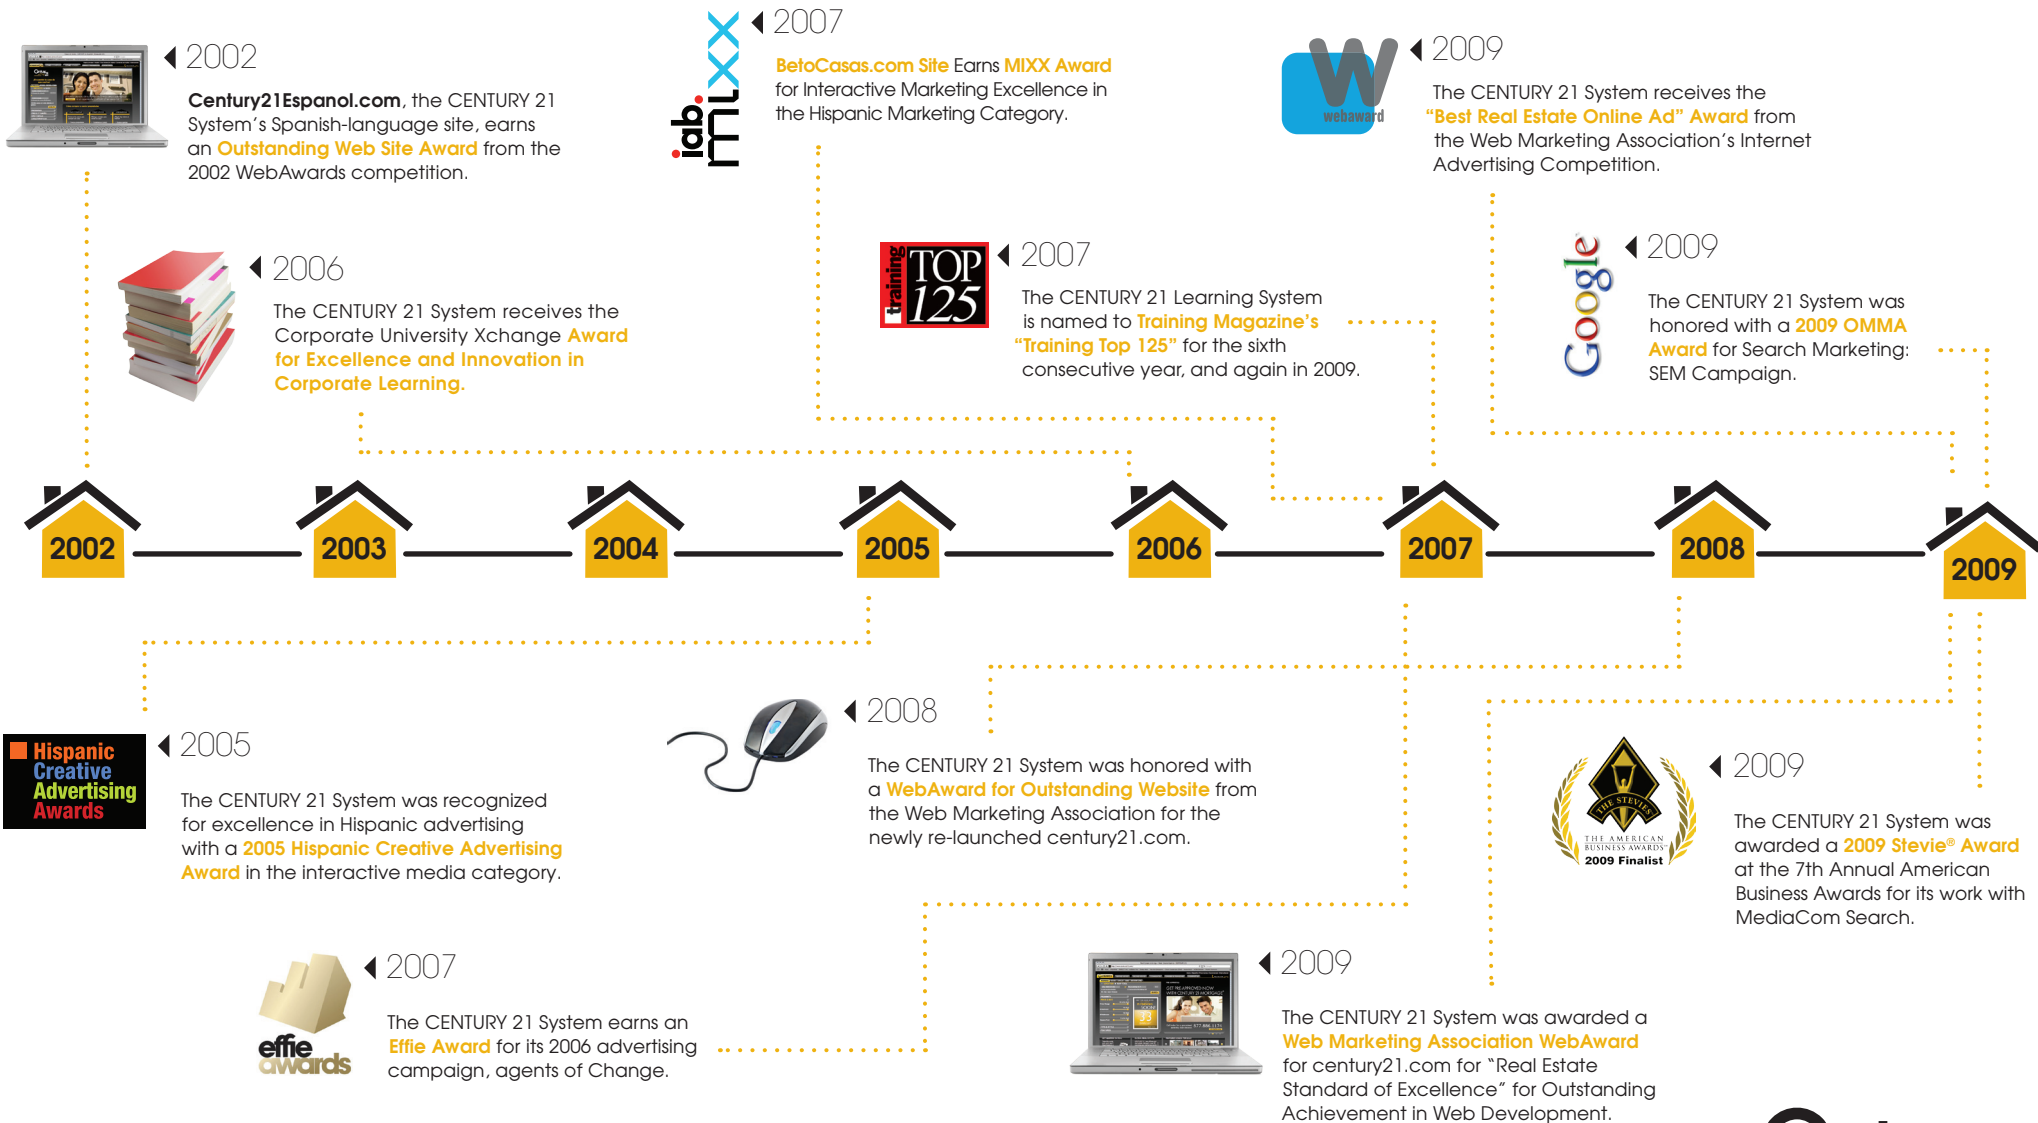 2002
Century21Espanol.com, the CENTURY 21
System's Spanish-language site, earns
an Outstanding Web Site Award from the
2002 WebAwards competition.
iab.
mixx
2007
BetoCasas.com Site Earns MIXX Award
for Interactive Marketing Excellence in
the Hispanic Marketing Category.
webaward
2009
The CENTURY 21 System receives the
“Best Real Estate Online Ad” Award from
the Web Marketing Association's Internet
Advertising Competition.
2006
The CENTURY 21 System receives the
Corporate University Xchange Award
for Excellence and Innovation in
Corporate Learning.
training
TOP
125
2007
The CENTURY 21 Learning System
is named to Training Magazine's
“Training Top 125” for the sixth
consecutive year, and again in 2009.
Google
2009
The CENTURY 21 System was
honored with a 2009 OMMA
Award for Search Marketing:
SEM Campaign.
2002 2003 2004 2005 2006 2007 2008 2009
Hispanic
Creative
Advertising
Awards
2005
The CENTURY 21 System was recognized
for excellence in Hispanic advertising
with a 2005 Hispanic Creative Advertising
Award in the interactive media category.
2008
The CENTURY 21 System was honored with
a WebAward for Outstanding Website from
the Web Marketing Association for the
newly re-launched century21.com.
THE STEVIES
THE AMERICAN
BUSINESS AWARDS
2009 Finalist
2009
The CENTURY 21 System was
awarded a 2009 Stevie® Award
at the 7th Annual American
Business Awards for its work with
MediaCom Search.
effie
awards
2007
The CENTURY 21 System earns an
Effie Award for its 2006 advertising
campaign, agents of Change.
2009
The CENTURY 21 System was awarded a
Web Marketing Association WebAward
for century21.com for “Real Estate
Standard of Excellence” for Outstanding
Achievement in Web Development.